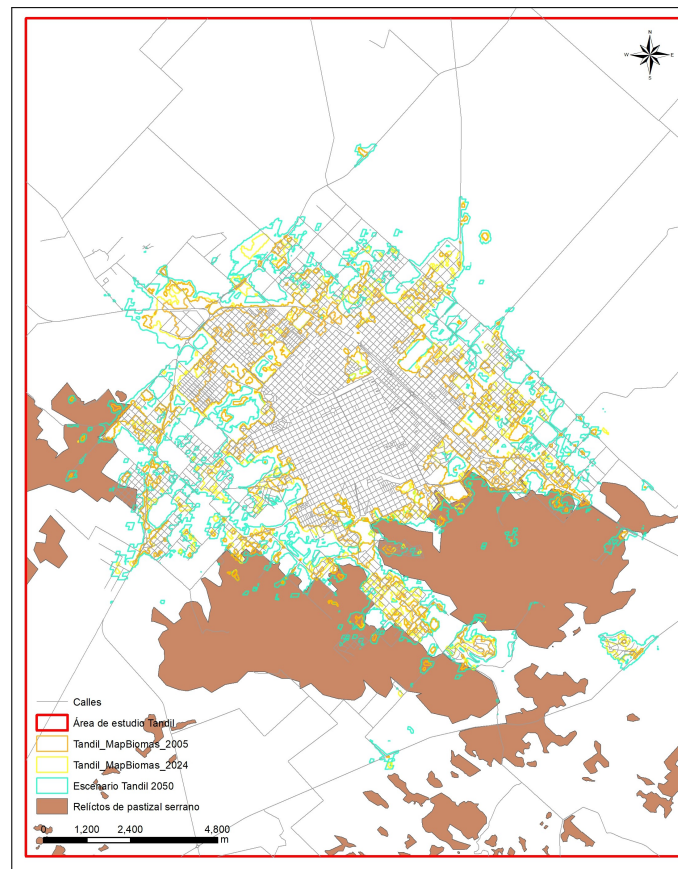 N
W E
S
Calles
Área de estudio Tandil
Tandil_MapBiomas_2005
Tandil_MapBiomas_2024
Escenario Tandil 2050
Relíctos de pastizal serrano
0 1,200 2,400 4,800
m